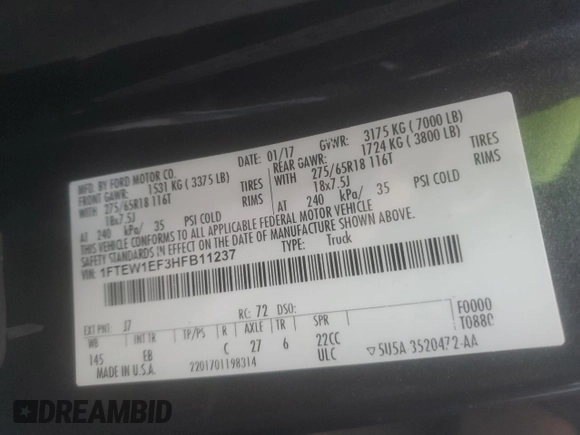 MFD. BY FORD MOTOR CO.
DATE: 01/17 GVWR: 3175 KG ( 7000 LB)
FRONT GAWR: 1531 KG ( 3375 LB) REAR GAWR: 1724 KG ( 3800 LB)
WITH 275/65R18 116T TIRES WITH 275/65R18 116T TIRES
18x7.5J RIMS 18x7.5J RIMS
AT 240 kPa/ 35 PSI COLD AT 240 kPa/ 35 PSI COLD
THIS VEHICLE CONFORMS TO ALL APPLICABLE FEDERAL MOTOR VEHICLE
SAFETY STANDARDS IN EFFECT ON THE DATE OF MANUFACTURE SHOWN ABOVE.
1FTEW1EF3HFB11237 TYPE: Truck
EXT PNT: 37 RC: 72 DSO: F0000
WB INT TR TP/PS R AXLE TR SPR T0880
145 EB C 27 6 22CC
MADE IN U.S.A. 2201701198314 ULC ▽5U5A 3520472-AA
DREAMBID